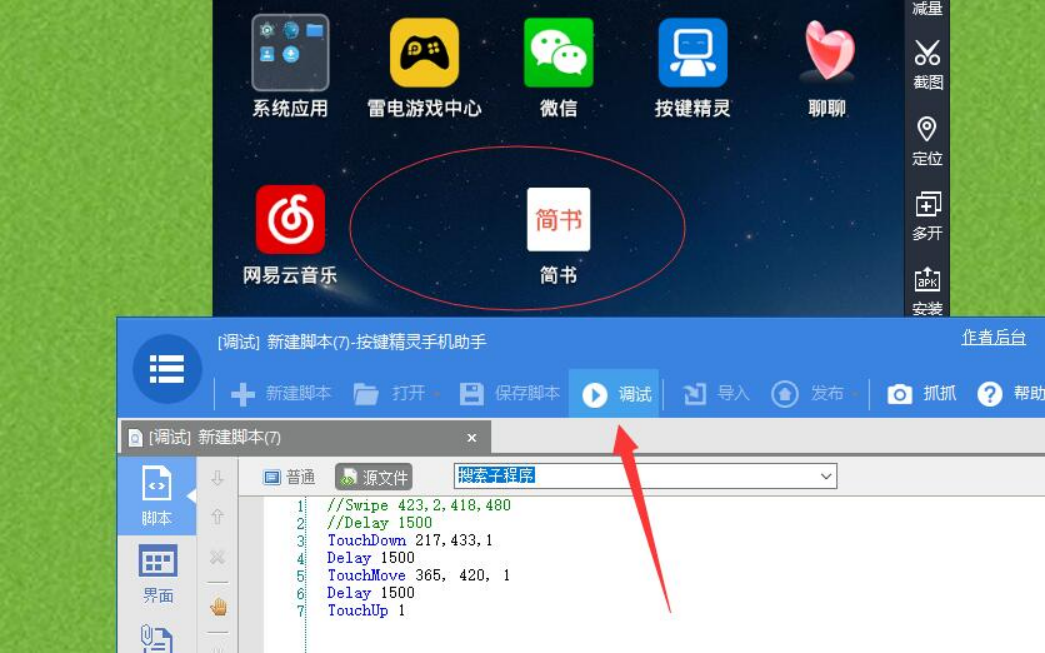 减量
截图
系统应用 雷电游戏中心 微信 按键精灵 聊聊
定位
简书
多开
网易云音乐 简书
APK
安装
[调试] 新建脚本(7)-按键精灵手机助手
作者后台
新建脚本 打开 保存脚本 调试 导入 发布 抓抓 帮助
[调试] 新建脚本(7) ×
普通 源文件 搜索子程序
脚本
界面
1 //Swipe 423,2,418,480
2 //Delay 1500
3 TouchDown 217,433,1
4 Delay 1500
5 TouchMove 365, 420, 1
6 Delay 1500
7 TouchUp 1